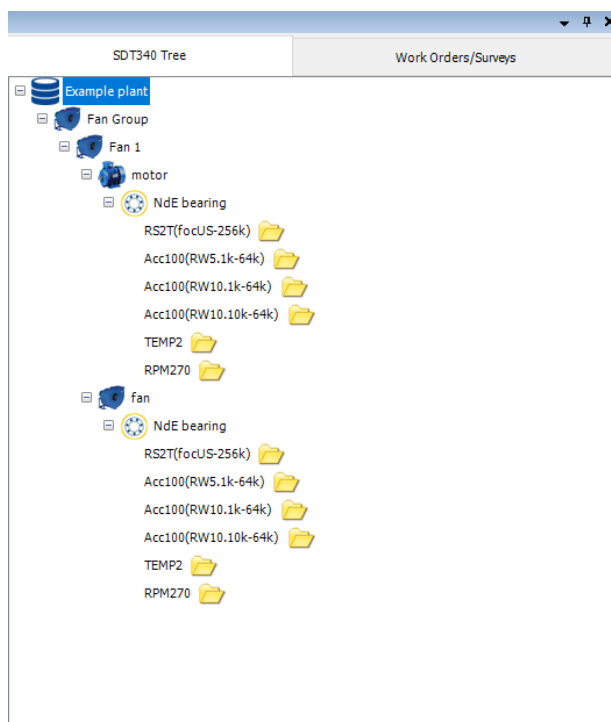 SDT340 Tree
Work Orders/Surveys
Example plant
Fan Group
Fan 1
motor
NdE bearing
RS2T(focUS-256k)
Acc100(RW5.1k-64k)
Acc100(RW10.1k-64k)
Acc100(RW10.10k-64k)
TEMP2
RPM270
fan
NdE bearing
RS2T(focUS-256k)
Acc100(RW5.1k-64k)
Acc100(RW10.1k-64k)
Acc100(RW10.10k-64k)
TEMP2
RPM270